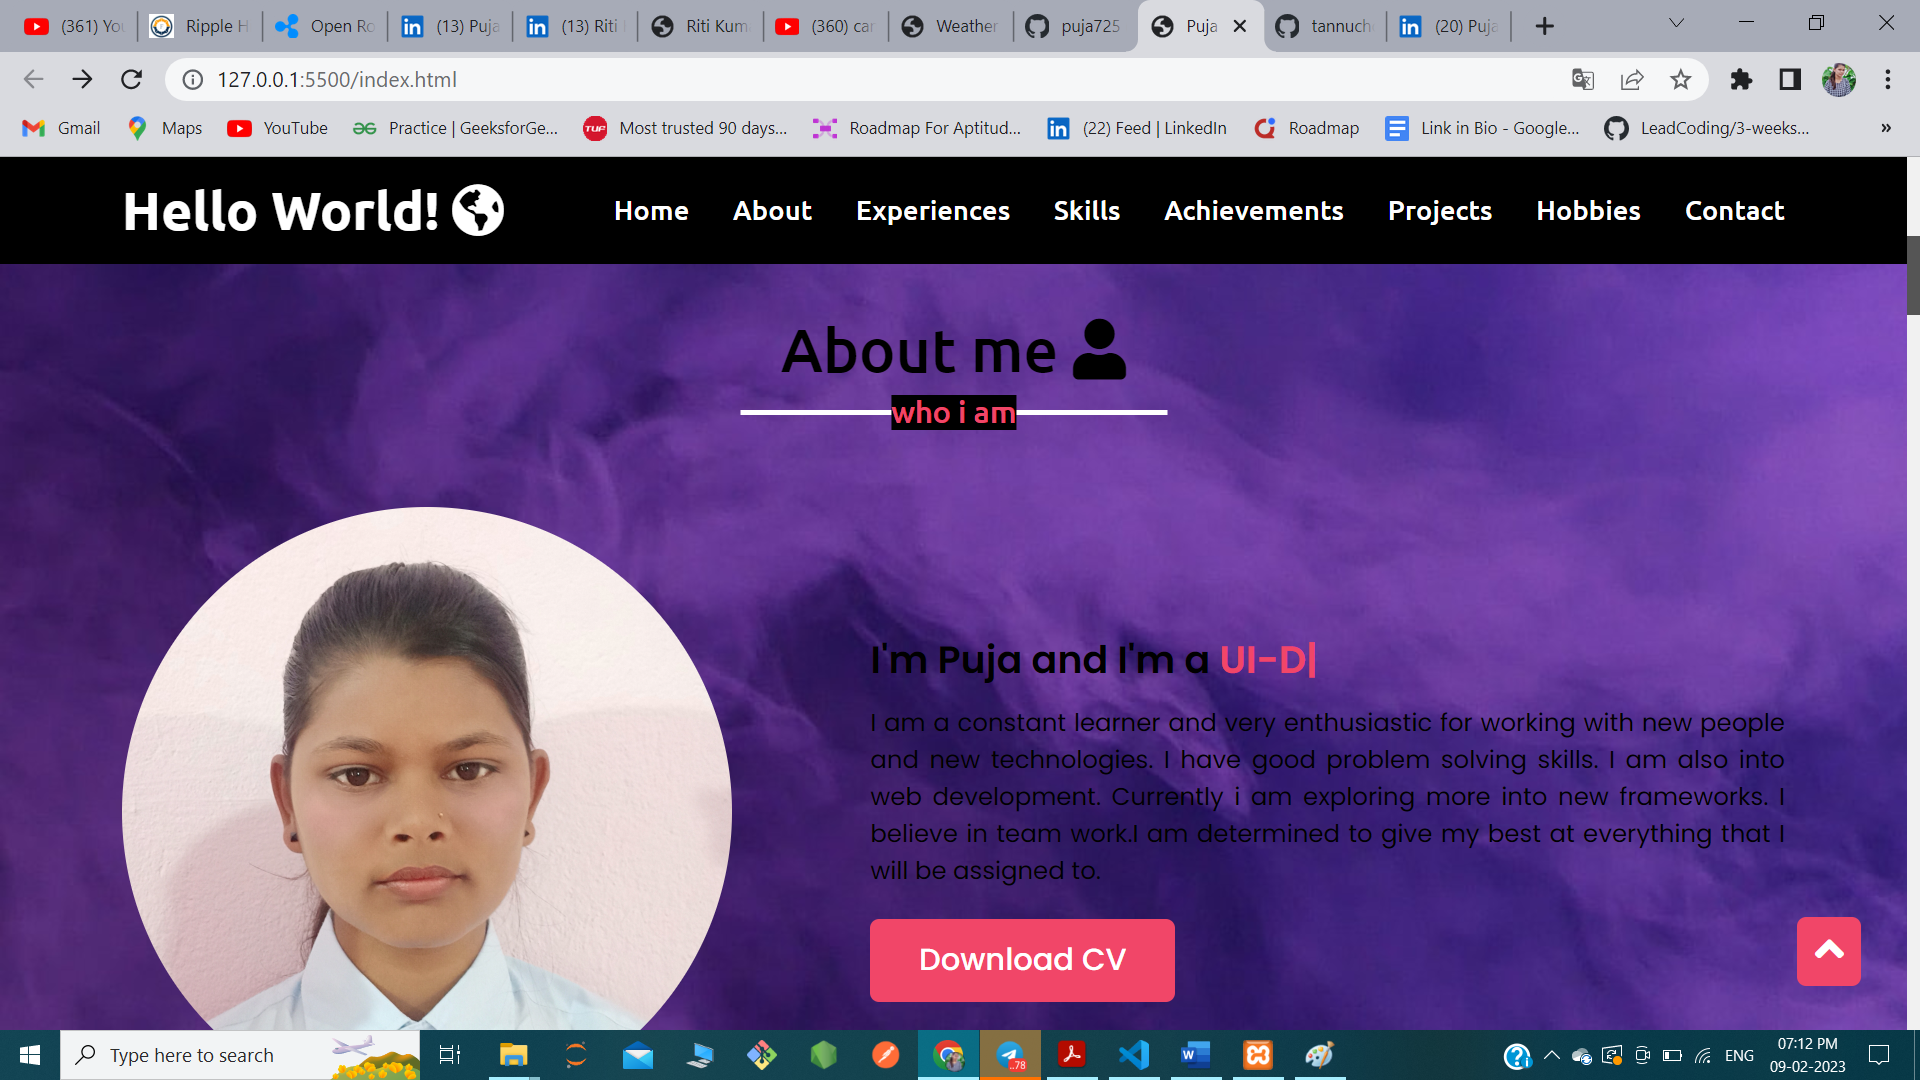 (361) Yo
Ripple H
Open Ro
(13) Puja
(13) Riti
Riti Kum
(360) car
Weather
puja725
Puja
tannuch
(20) Puja
127.0.0.1:5500/index.html
Gmail
Maps
YouTube
Practice | GeeksforGe...
TUF
Most trusted 90 days...
Roadmap For Aptitud...
(22) Feed | LinkedIn
Roadmap
Link in Bio - Google...
LeadCoding/3-weeks...
Hello World!
Home
About
Experiences
Skills
Achievements
Projects
Hobbies
Contact
About me
who i am
I'm Puja and I'm a UI-D|
I am a constant learner and very enthusiastic for working with new people
and new technologies. I have good problem solving skills. I am also into
web development. Currently i am exploring more into new frameworks. I
believe in team work.I am determined to give my best at everything that I
will be assigned to.
Download CV
Type here to search
..78
ENG
07:12 PM
09-02-2023